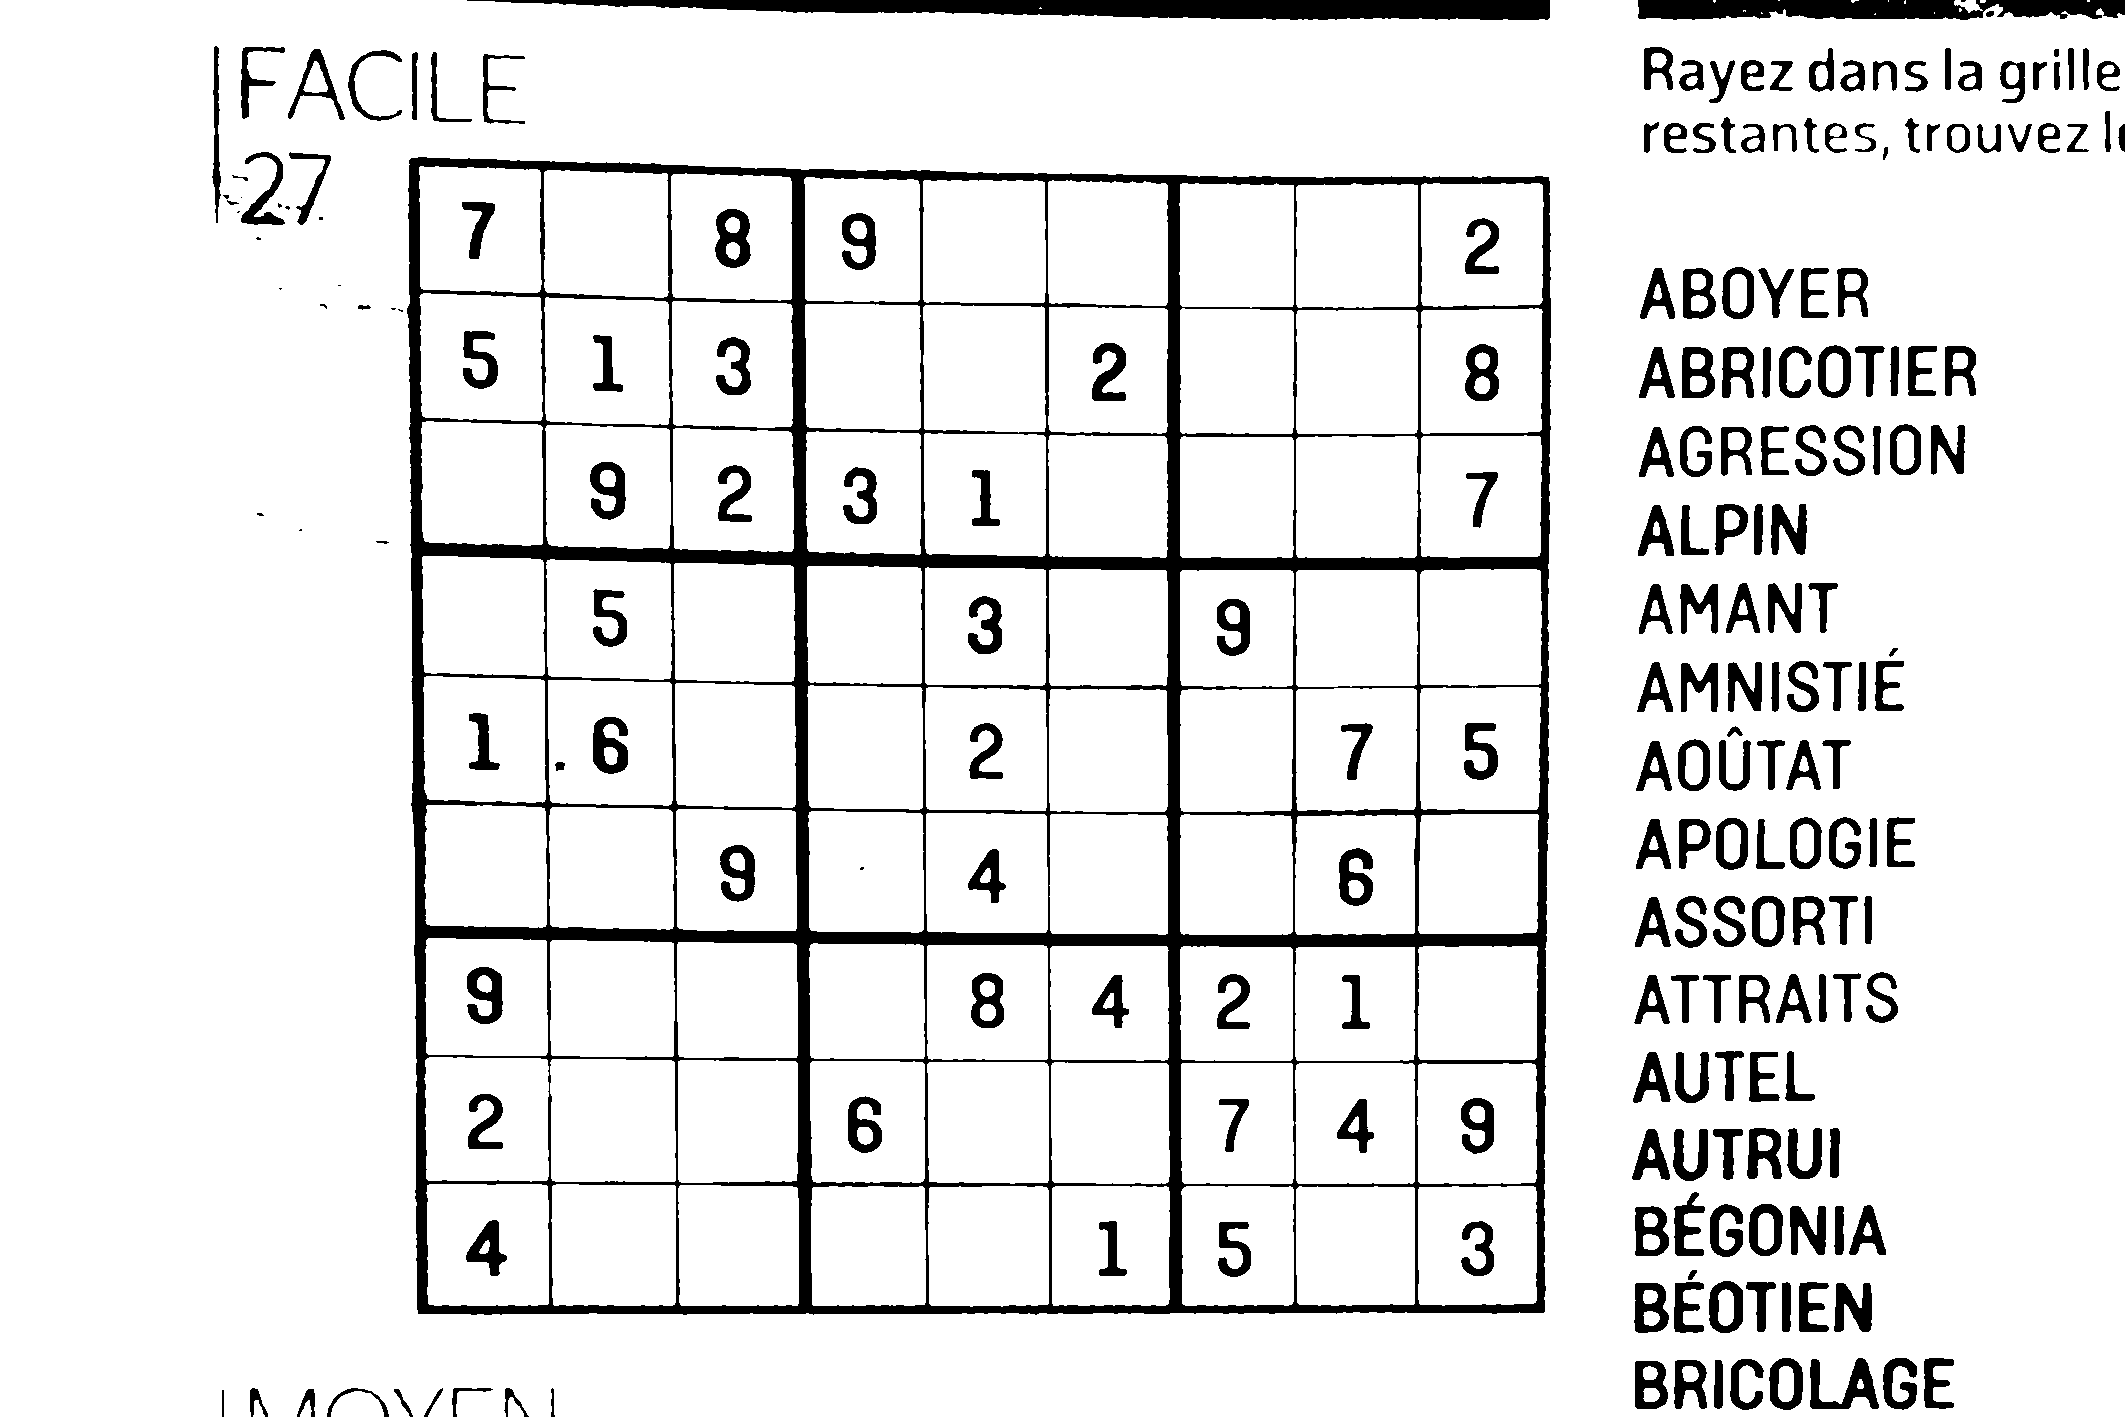 FACILE
27
7 8 9 2
5 1 3 2 8
9 2 3 1 7
5 3 9
1 6 2 7 5
9 4 6
9 8 4 2 1
2 6 7 4 9
4 1 5 3
MOYEN
Rayez dans la grille
restantes, trouvez
ABOYER
ABRICOTIER
AGRESSION
ALPIN
AMANT
AMNISTIÉ
AOÛTAT
APOLOGIE
ASSORTI
ATTRAITS
AUTEL
AUTRUI
BÉGONIA
BÉOTIEN
BRICOLAGE